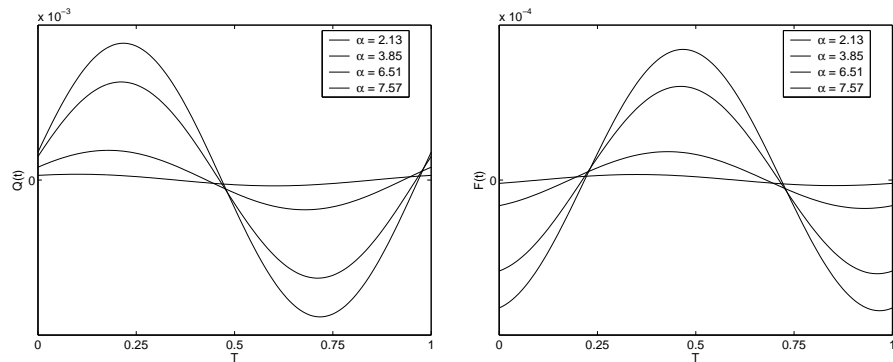 x 10⁻³
α = 2.13
α = 3.85
α = 6.51
α = 7.57
Q(t)
0
0
0.25
0.5
0.75
1
T
x 10⁻⁴
α = 2.13
α = 3.85
α = 6.51
α = 7.57
F(t)
0
0
0.25
0.5
0.75
1
T